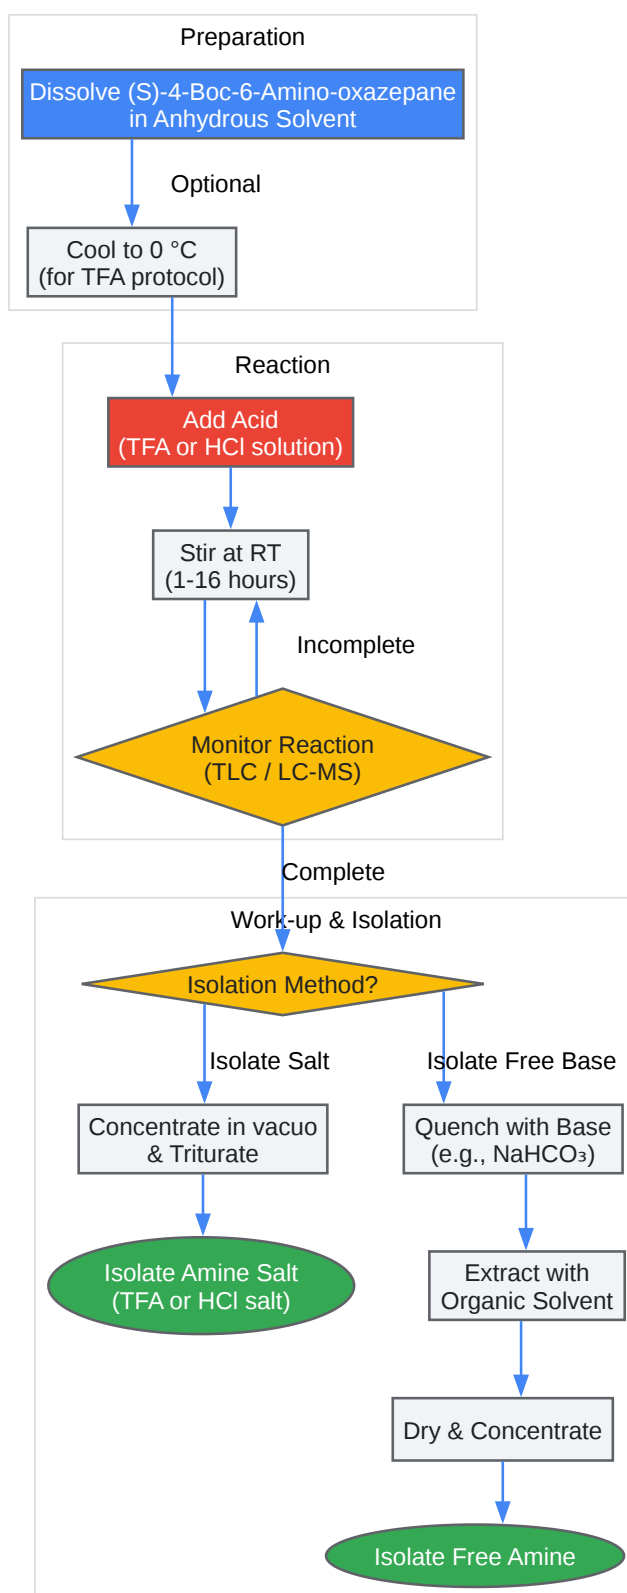 Preparation
Dissolve (S)-4-Boc-6-Amino-oxazepane
in Anhydrous Solvent
Optional
Cool to 0 °C
(for TFA protocol)
Reaction
Add Acid
(TFA or HCl solution)
Stir at RT
(1-16 hours)
Incomplete
Monitor Reaction
(TLC / LC-MS)
Complete
Work-up & Isolation
Isolation Method?
Isolate Salt
Isolate Free Base
Concentrate in vacuo
& Triturate
Quench with Base
(e.g., NaHCO₃)
Isolate Amine Salt
(TFA or HCl salt)
Extract with
Organic Solvent
Dry & Concentrate
Isolate Free Amine